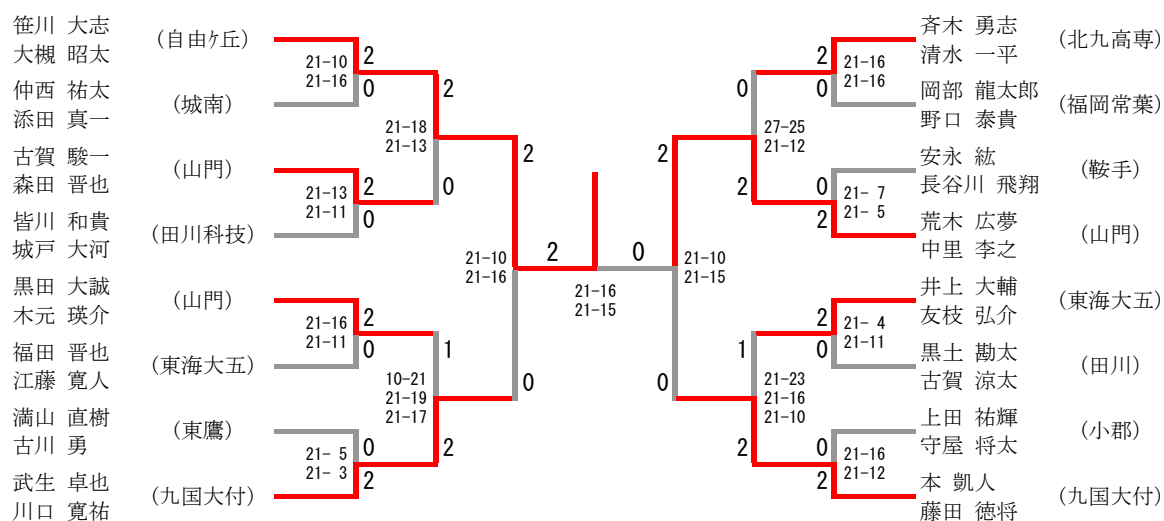 笹川 大志
大槻 昭太
(自由ケ丘)
2
21-10
21-16
0
仲西 祐太
添田 真一
(城南)
2
21-18
21-13
0
古賀 駿一
森田 晋也
(山門)
2
21-13
21-11
0
皆川 和貴
城戸 大河
(田川科技)
2
21-10
21-16
0
黒田 大誠
木元 瑛介
(山門)
2
21-16
21-11
0
福田 晋也
江藤 寛人
(東海大五)
1
10-21
21-19
21-17
2
満山 直樹
古川 勇
(東鷹)
0
21- 5
21- 3
2
武生 卓也
川口 寛祐
(九国大付)
2
0
21-16
21-15
斉木 勇志
清水 一平
(北九高専)
2
21-16
21-16
0
岡部 龍太郎
野口 泰貴
(福岡常葉)
0
27-25
21-12
2
安永 紘
長谷川 飛翔
(鞍手)
0
21- 7
21- 5
2
荒木 広夢
中里 李之
(山門)
2
21-10
21-15
0
井上 大輔
友枝 弘介
(東海大五)
2
21- 4
21-11
0
黒土 勘太
古賀 涼太
(田川)
1
21-23
21-16
21-10
2
上田 祐輝
守屋 将太
(小郡)
0
21-16
21-12
2
本 凱人
藤田 徳将
(九国大付)